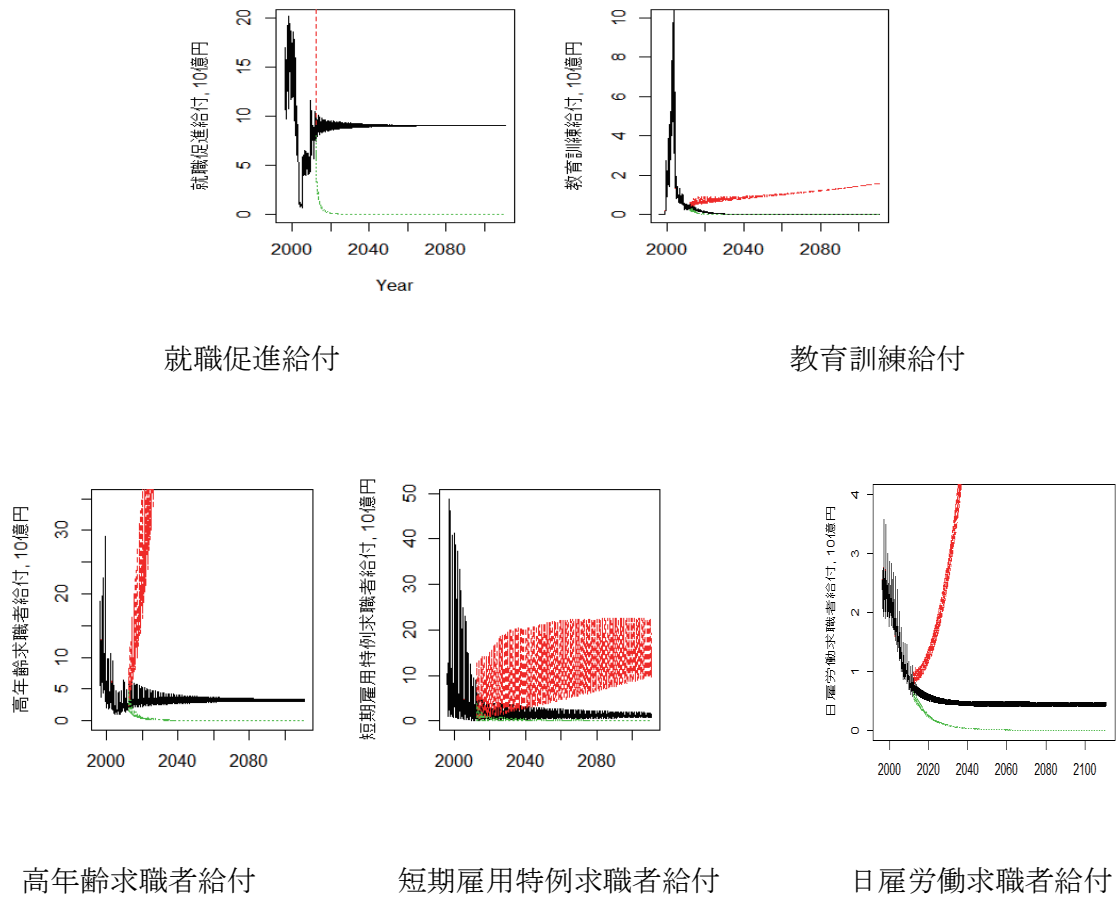 就職促進給付, 10億円
20
15
10
5
0
2000 2040 2080
Year
教育訓練給付, 10億円
10
8
6
4
2
0
2000 2040 2080
就職促進給付
教育訓練給付
高年齢求職者給付, 10億円
30
20
10
5
0
2000 2040 2080
短期雇用特例求職者給付, 10億円
50
40
30
20
10
0
2000 2040 2080
日雇労働求職者給付, 10億円
4
3
2
1
0
2000 2020 2040 2060 2080 2100
高年齢求職者給付
短期雇用特例求職者給付
日雇労働求職者給付